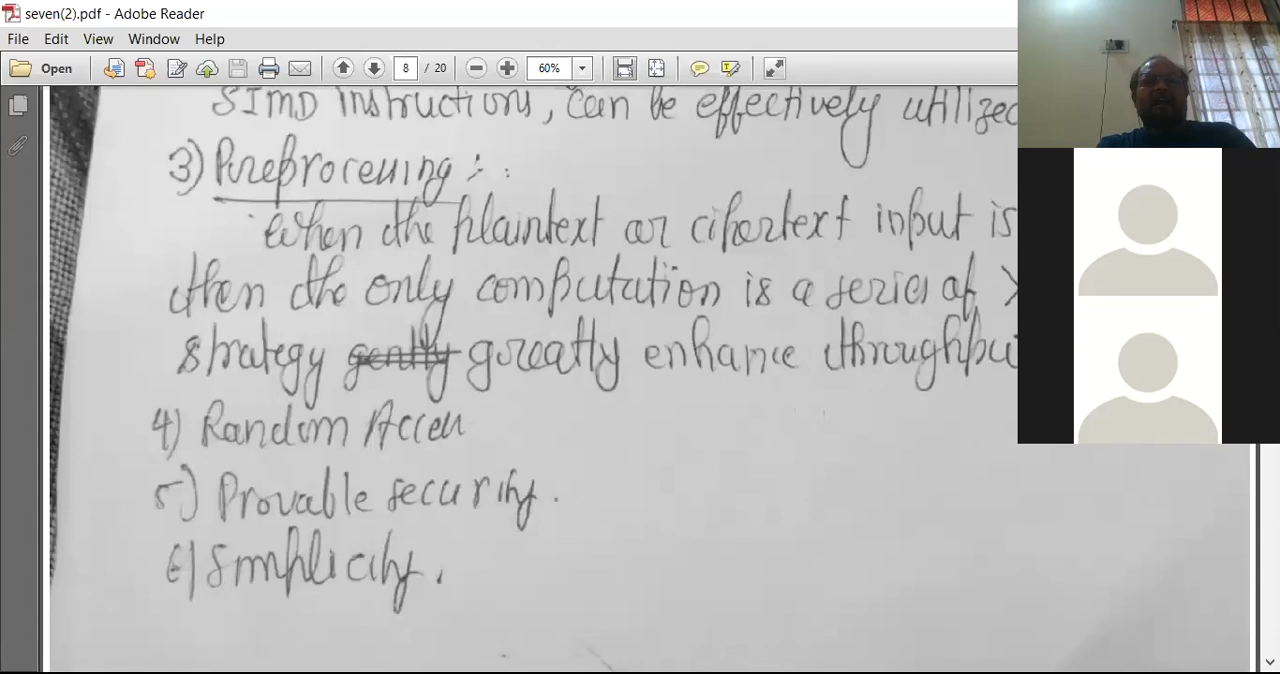 seven(2).pdf - Adobe Reader
File Edit View Window Help
Open 8 / 20 60%
SIMD instructions, can be effectively utilized
3) Preprocessing :
When the plaintext or ciphertext input is
then the only computation is a series of X
strategy gently greatly enhance throughput
4) Random Access
5) Provable security.
6) Simplicity.